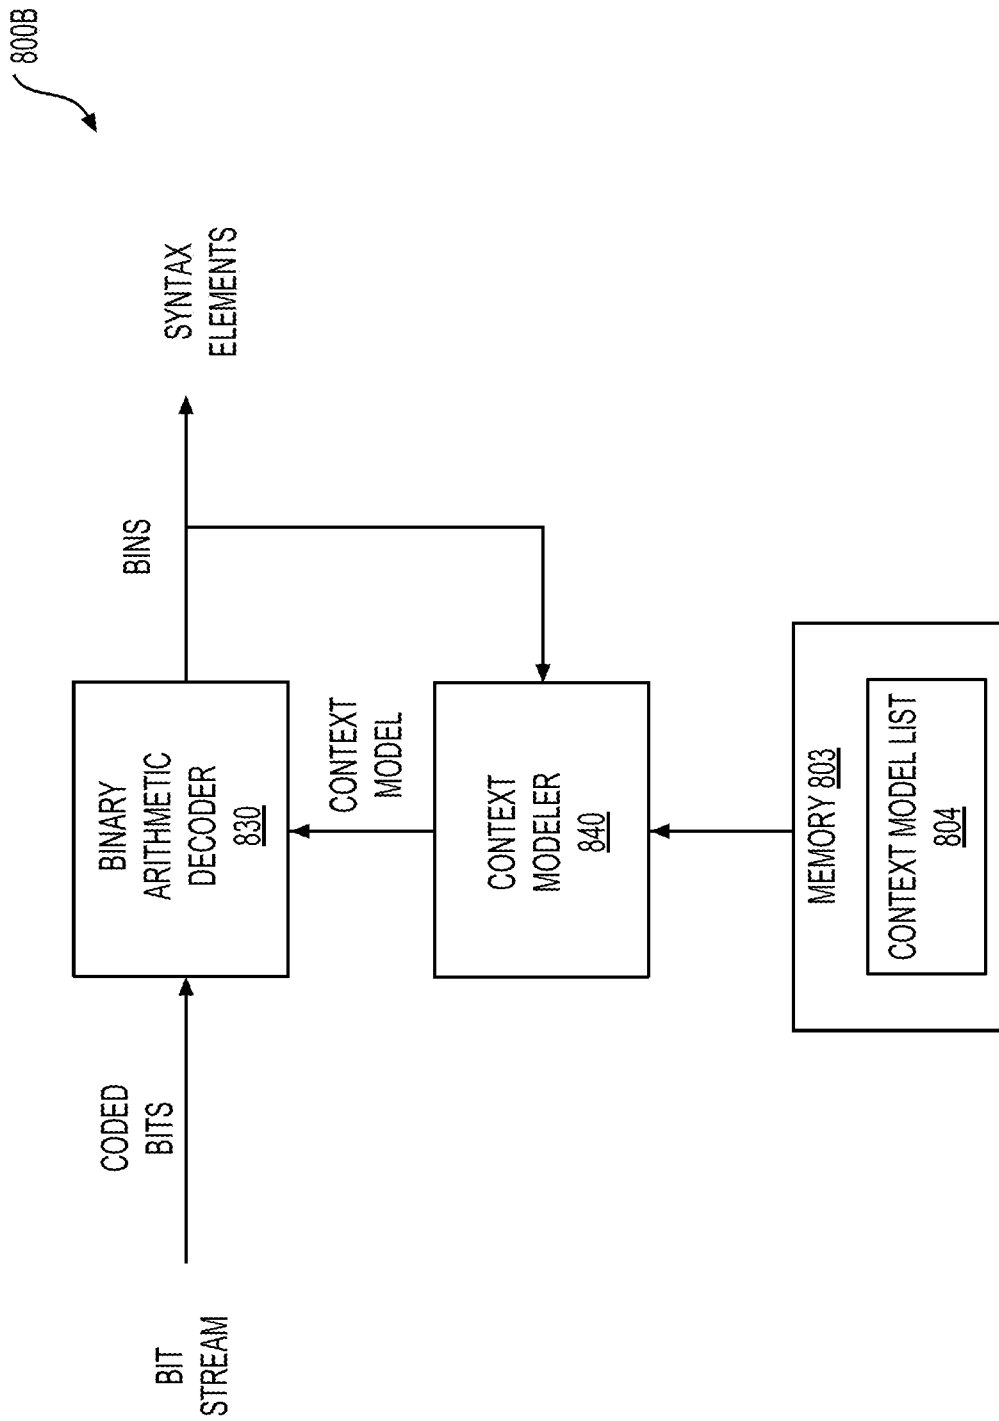 800B
BIT
STREAM
CODED
BITS
BINARY
ARITHMETIC
DECODER
830
BINS
SYNTAX
ELEMENTS
CONTEXT
MODEL
CONTEXT
MODELER
840
MEMORY 803
CONTEXT MODEL LIST
804